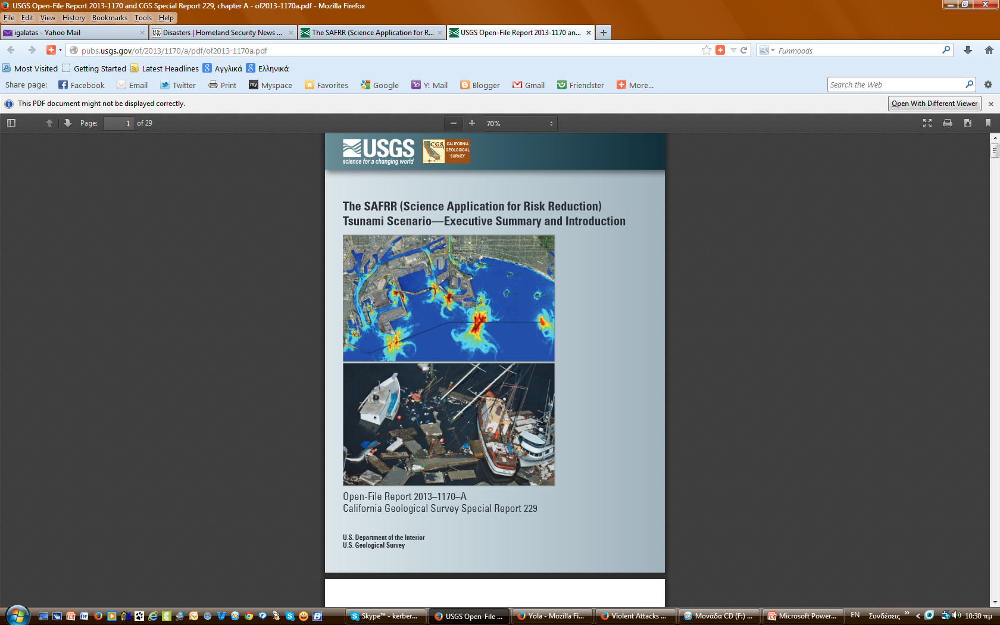 USGS Open-File Report 2013-1170 and CGS Special Report 229, chapter A - of2013-1170a.pdf - Mozilla Firefox
File Edit View History Bookmarks Tools Help
igalatas - Yahoo Mail
Disasters | Homeland Security News ...
The SAFRR (Science Application for R...
USGS Open-File Report 2013-1170 an...
pubs.usgs.gov/of/2013/1170/a/pdf/of2013-1170a.pdf
Funmoods
Most Visited Getting Started Latest Headlines Αγγλικά Ελληνικά
Share page: Facebook Email Twitter Print Myspace Favorites Google Y! Mail Blogger Gmail Friendster More...
Search the Web
This PDF document might not be displayed correctly.
Open With Different Viewer
Page: 1 of 29
70%
USGS
science for a changing world
C.G.S.
CALIFORNIA
GEOLOGICAL
SURVEY
The SAFRR (Science Application for Risk Reduction)
Tsunami Scenario—Executive Summary and Introduction
Open-File Report 2013–1170–A
California Geological Survey Special Report 229
U.S. Department of the Interior
U.S. Geological Survey
Skype™ - kerber...
USGS Open-File ...
Yola - Mozilla Fi...
Violent Attacks ...
Μονάδα CD (F:) ...
Microsoft Power...
EN
Συνδέσεις
10:30 πμ